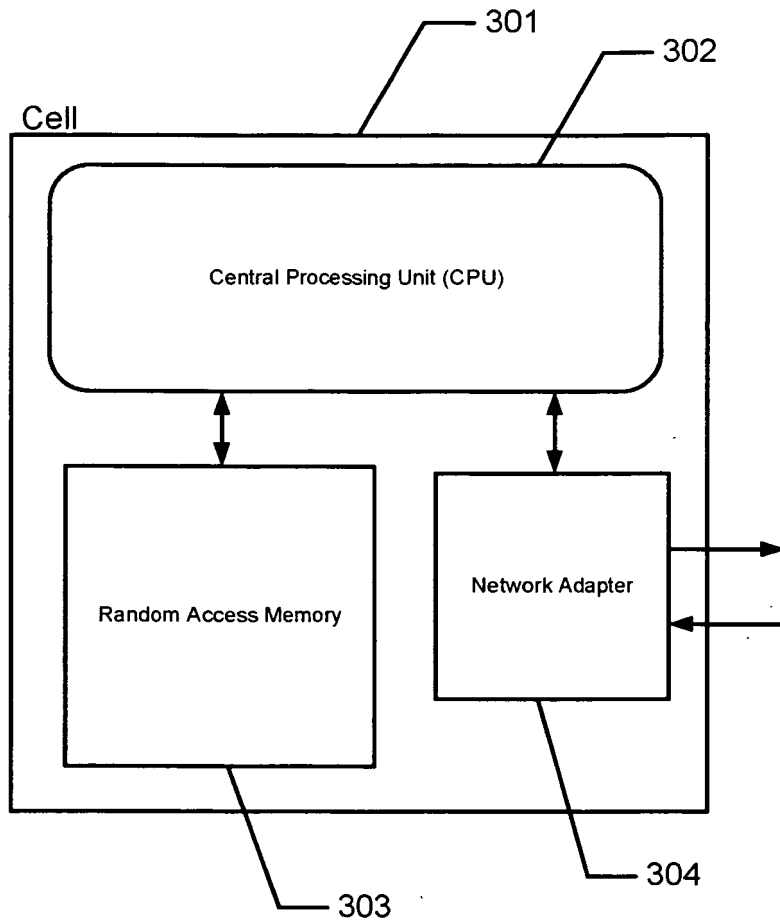 301
302
Cell
Central Processing Unit (CPU)
Random Access Memory
Network Adapter
304
303